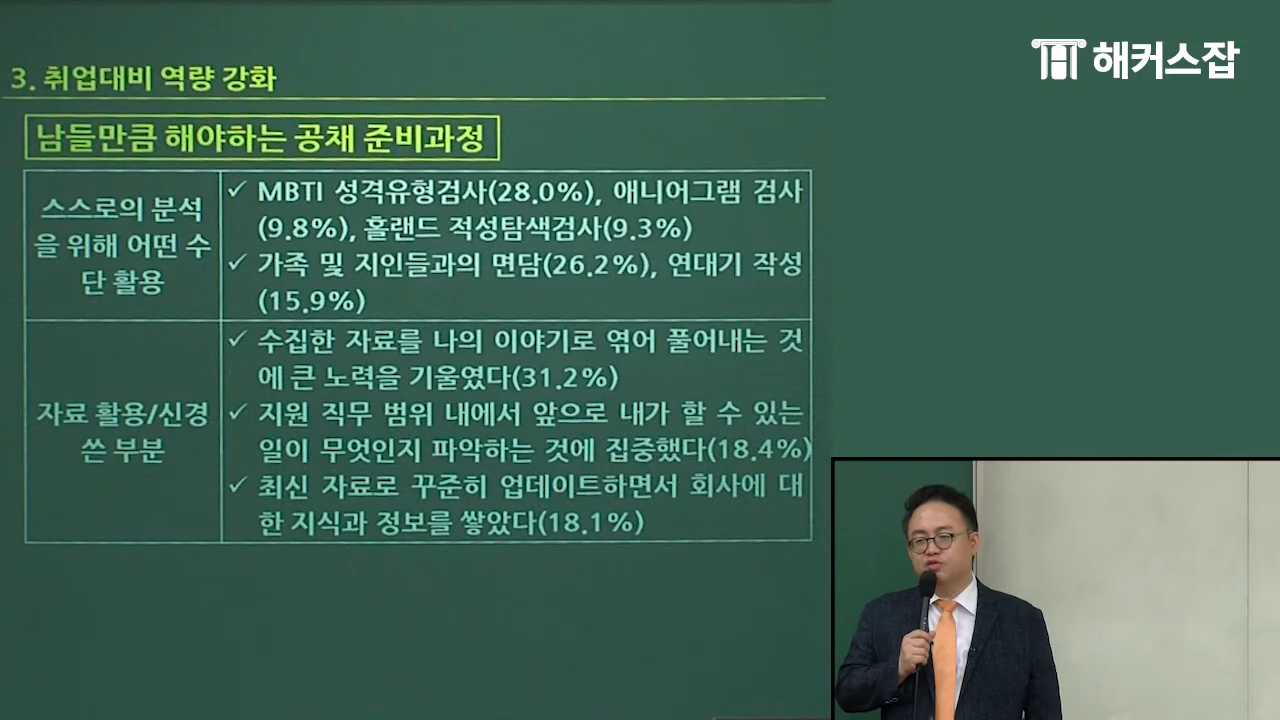 해커스잡
3. 취업대비 역량 강화
남들만큼 해야하는 공채 준비과정
스스로의 분석
을 위해 어떤 수
단 활용
✓ MBTI 성격유형검사(28.0%), 애니어그램 검사
(9.8%), 홀랜드 적성탐색검사(9.3%)
✓ 가족 및 지인들과의 면담(26.2%), 연대기 작성
(15.9%)
자료 활용/신경
쓴 부분
✓ 수집한 자료를 나의 이야기로 엮어 풀어내는 것
에 큰 노력을 기울였다(31.2%)
✓ 지원 직무 범위 내에서 앞으로 내가 할 수 있는
일이 무엇인지 파악하는 것에 집중했다(18.4%)
✓ 최신 자료로 꾸준히 업데이트하면서 회사에 대
한 지식과 정보를 쌓았다(18.1%)